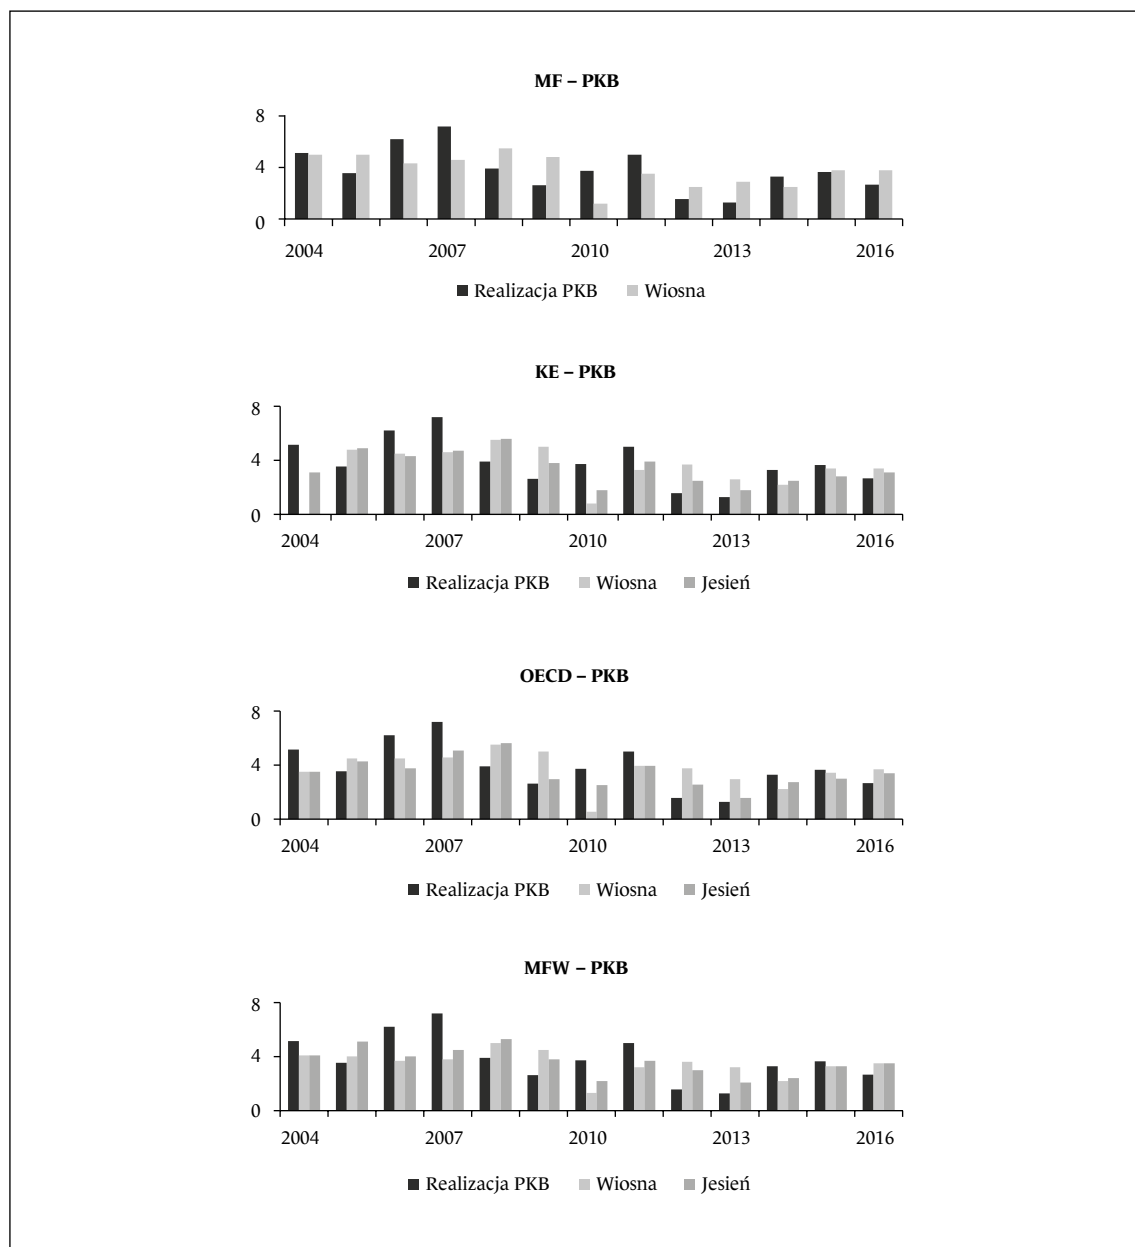 MF – PKB
8
4
0
2004 2007 2010 2013 2016
Realizacja PKB Wiosna
KE – PKB
8
4
0
2004 2007 2010 2013 2016
Realizacja PKB Wiosna Jesień
OECD – PKB
8
4
0
2004 2007 2010 2013 2016
Realizacja PKB Wiosna Jesień
MFW – PKB
8
4
0
2004 2007 2010 2013 2016
Realizacja PKB Wiosna Jesień